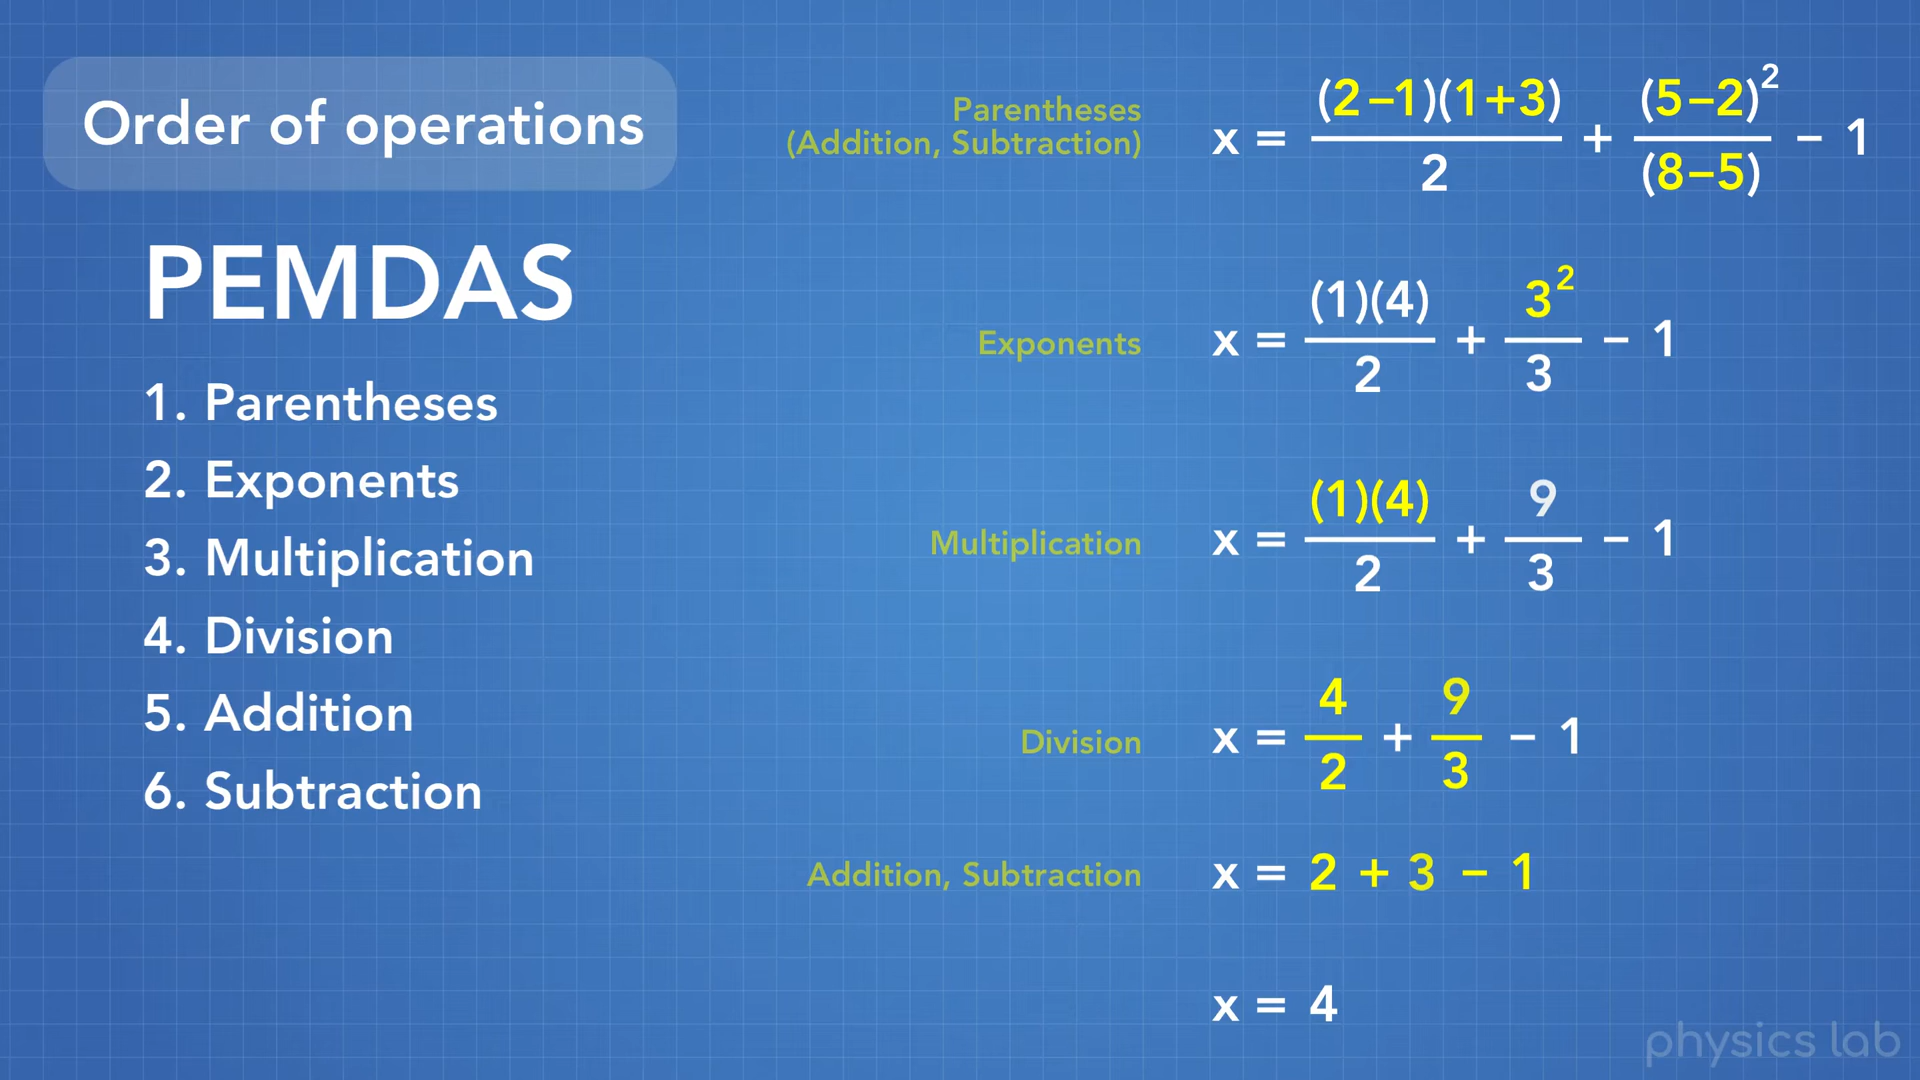 Order of operations
PEMDAS
1. Parentheses
2. Exponents
3. Multiplication
4. Division
5. Addition
6. Subtraction
Parentheses
(Addition, Subtraction)
x = (2−1)(1+3)/2 + (5−2)²/(8−5) − 1
Exponents
x = (1)(4)/2 + 3²/3 − 1
Multiplication
x = (1)(4)/2 + 9/3 − 1
Division
x = 4/2 + 9/3 − 1
Addition, Subtraction
x = 2 + 3 − 1
x = 4
physics lab